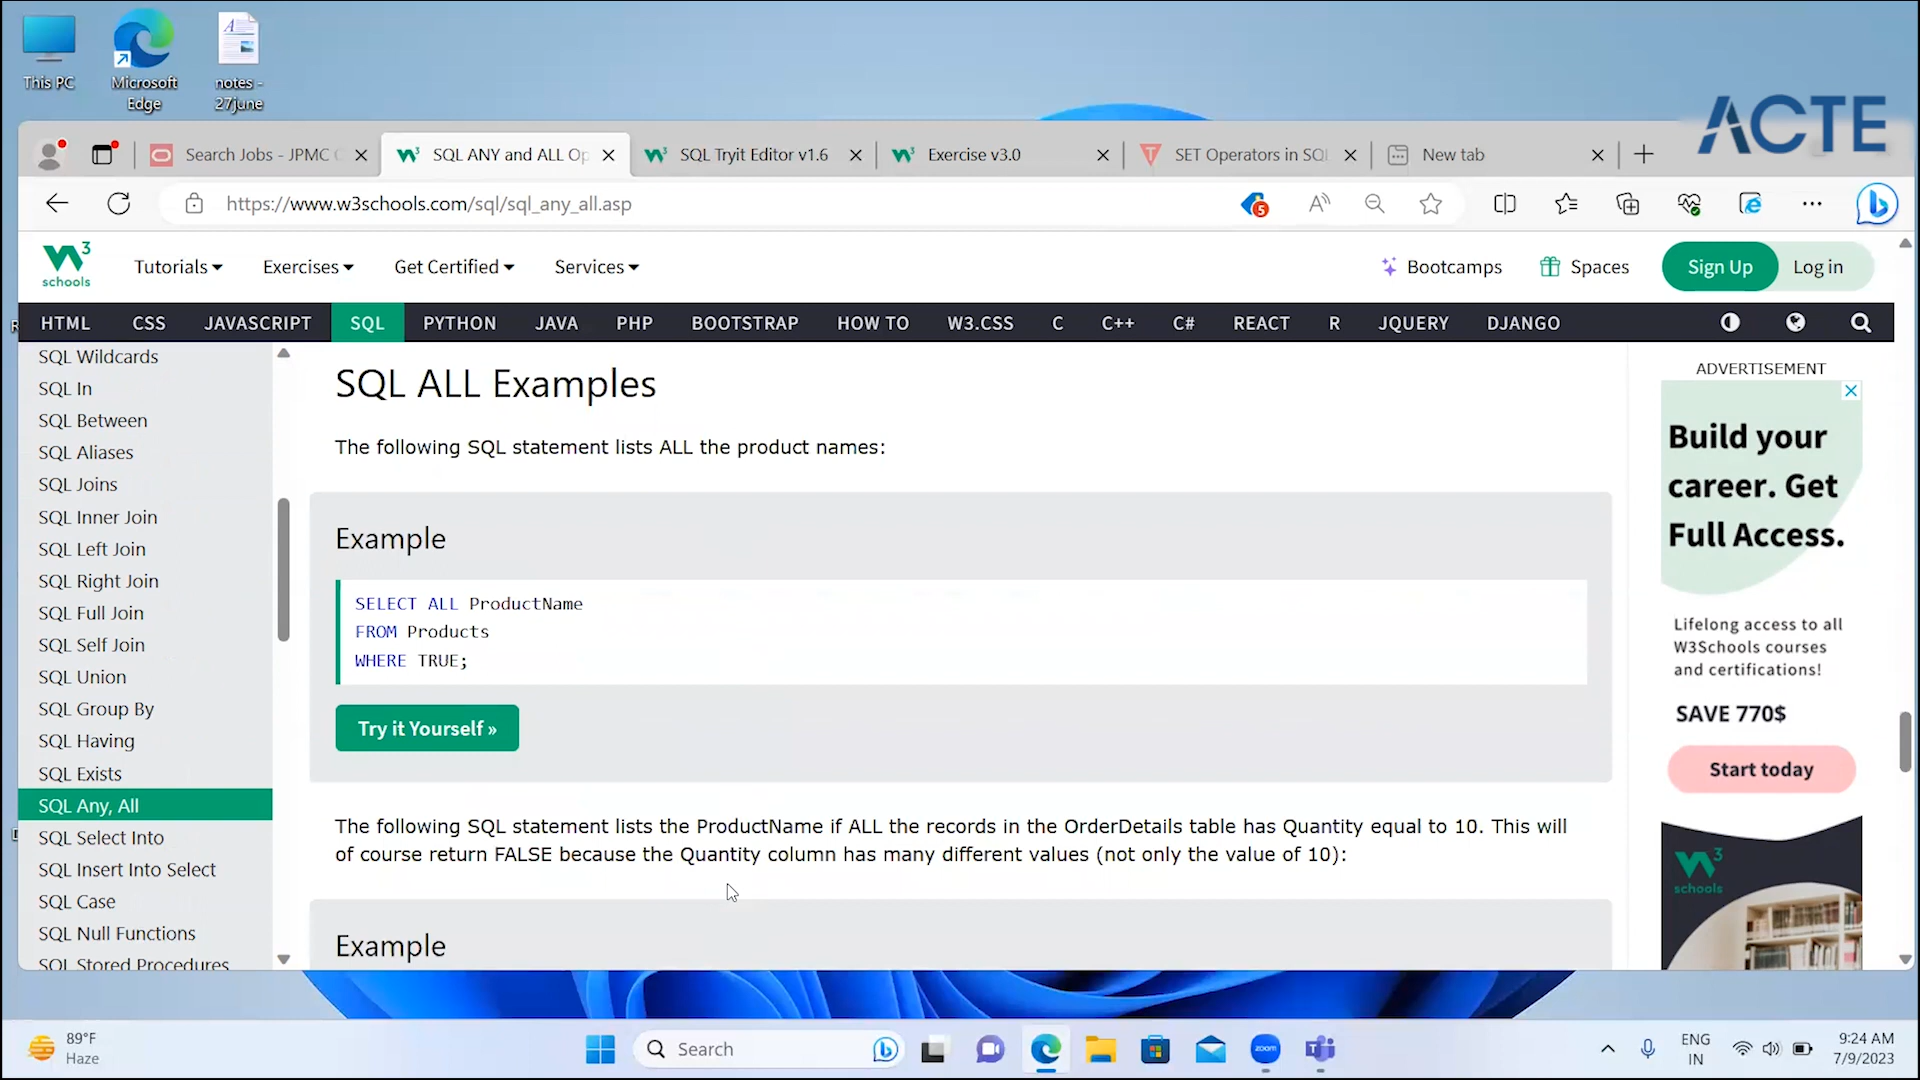 This PC
Microsoft
Edge
notes -
27june
ACTE
Search Jobs - JPMC
SQL ANY and ALL Op
SQL Tryit Editor v1.6
Exercise v3.0
SET Operators in SQL
New tab
https://www.w3schools.com/sql/sql_any_all.asp
5
W3
schools
Tutorials
Exercises
Get Certified
Services
Bootcamps
Spaces
Sign Up
Log in
HTML
CSS
JAVASCRIPT
SQL
PYTHON
JAVA
PHP
BOOTSTRAP
HOW TO
W3.CSS
C
C++
C#
REACT
R
JQUERY
DJANGO
SQL Wildcards
SQL In
SQL Between
SQL Aliases
SQL Joins
SQL Inner Join
SQL Left Join
SQL Right Join
SQL Full Join
SQL Self Join
SQL Union
SQL Group By
SQL Having
SQL Exists
SQL Any, All
SQL Select Into
SQL Insert Into Select
SQL Case
SQL Null Functions
SQL Stored Procedures
SQL ALL Examples
The following SQL statement lists ALL the product names:
Example
SELECT ALL ProductName
FROM Products
WHERE TRUE;
Try it Yourself »
The following SQL statement lists the ProductName if ALL the records in the OrderDetails table has Quantity equal to 10. This will
of course return FALSE because the Quantity column has many different values (not only the value of 10):
Example
ADVERTISEMENT
Build your
career. Get
Full Access.
Lifelong access to all
W3Schools courses
and certifications!
SAVE 770$
Start today
W3
schools
89°F
Haze
Search
zoom
ENG
IN
9:24 AM
7/9/2023